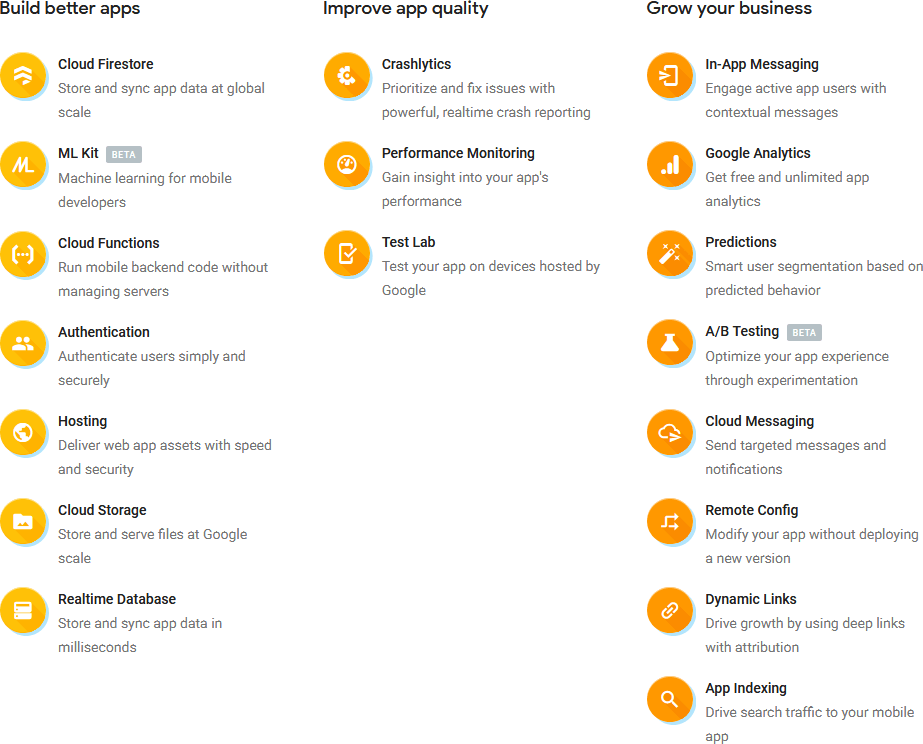 Build better apps
Cloud Firestore
Store and sync app data at global
scale
ML Kit BETA
Machine learning for mobile
developers
Cloud Functions
Run mobile backend code without
managing servers
Authentication
Authenticate users simply and
securely
Hosting
Deliver web app assets with speed
and security
Cloud Storage
Store and serve files at Google
scale
Realtime Database
Store and sync app data in
milliseconds
Improve app quality
Crashlytics
Prioritize and fix issues with
powerful, realtime crash reporting
Performance Monitoring
Gain insight into your app's
performance
Test Lab
Test your app on devices hosted by
Google
Grow your business
In-App Messaging
Engage active app users with
contextual messages
Google Analytics
Get free and unlimited app
analytics
Predictions
Smart user segmentation based on
predicted behavior
A/B Testing BETA
Optimize your app experience
through experimentation
Cloud Messaging
Send targeted messages and
notifications
Remote Config
Modify your app without deploying
a new version
Dynamic Links
Drive growth by using deep links
with attribution
App Indexing
Drive search traffic to your mobile
app